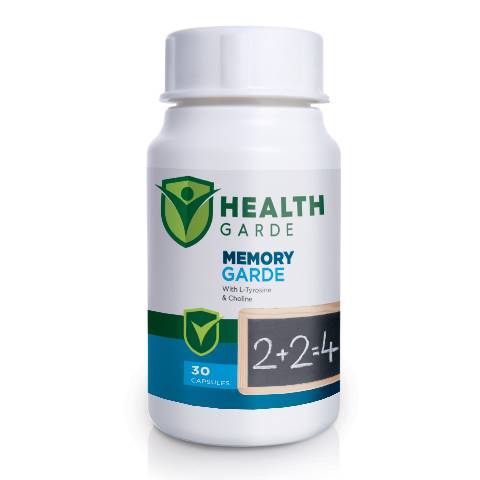 HEALTH
GARDE
MEMORY
GARDE
With L-Tyrosine
& Choline
2+2=4
30
CAPSULES